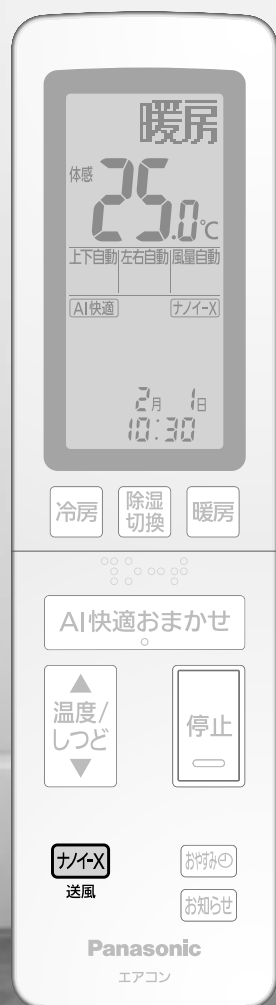 暖房
体感 25.0℃
上下自動 左右自動 風量自動
AI快適 ナノイーX
2月 1日
10:30
冷房 除湿切換 暖房
AI快適おまかせ
温度/しつど 停止
ナノイーX おやすみ
送風
お知らせ
Panasonic
エアコン